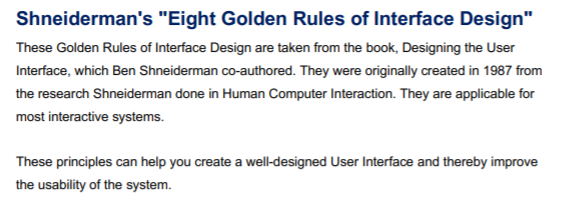 Shneiderman's "Eight Golden Rules of Interface Design"
These Golden Rules of Interface Design are taken from the book, Designing the User
Interface, which Ben Shneiderman co-authored. They were originally created in 1987 from
the research Shneiderman done in Human Computer Interaction. They are applicable for
most interactive systems.
These principles can help you create a well-designed User Interface and thereby improve
the usability of the system.